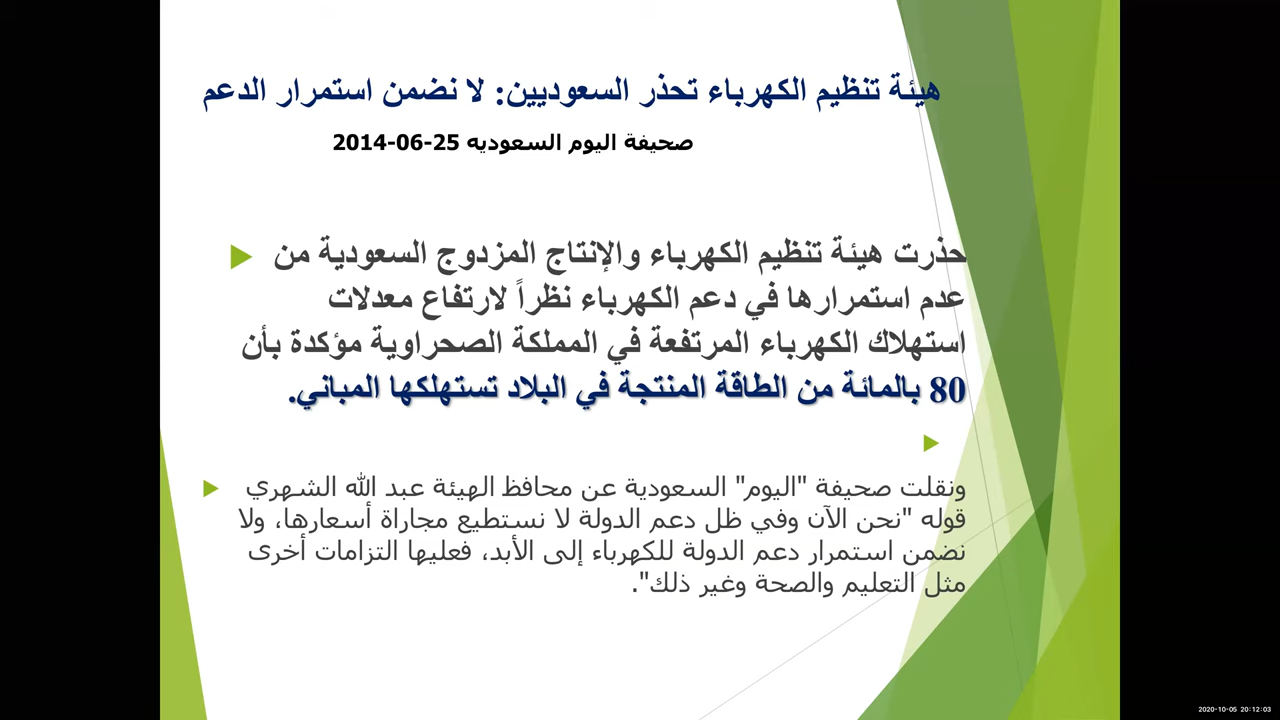 هيئة تنظيم الكهرباء تحذر السعوديين: لا نضمن استمرار الدعم
صحيفة اليوم السعوديه 25-06-2014
حذرت هيئة تنظيم الكهرباء والإنتاج المزدوج السعودية من
عدم استمرارها في دعم الكهرباء نظراً لارتفاع معدلات
استهلاك الكهرباء المرتفعة في المملكة الصحراوية مؤكدة بأن
80 بالمائة من الطاقة المنتجة في البلاد تستهلكها المباني.
ونقلت صحيفة "اليوم" السعودية عن محافظ الهيئة عبد الله الشهري
قوله "نحن الآن وفي ظل دعم الدولة لا نستطيع مجاراة أسعارها، ولا
نضمن استمرار دعم الدولة للكهرباء إلى الأبد، فعليها التزامات أخرى
مثل التعليم والصحة وغير ذلك".
2020-10-05 20:12:03